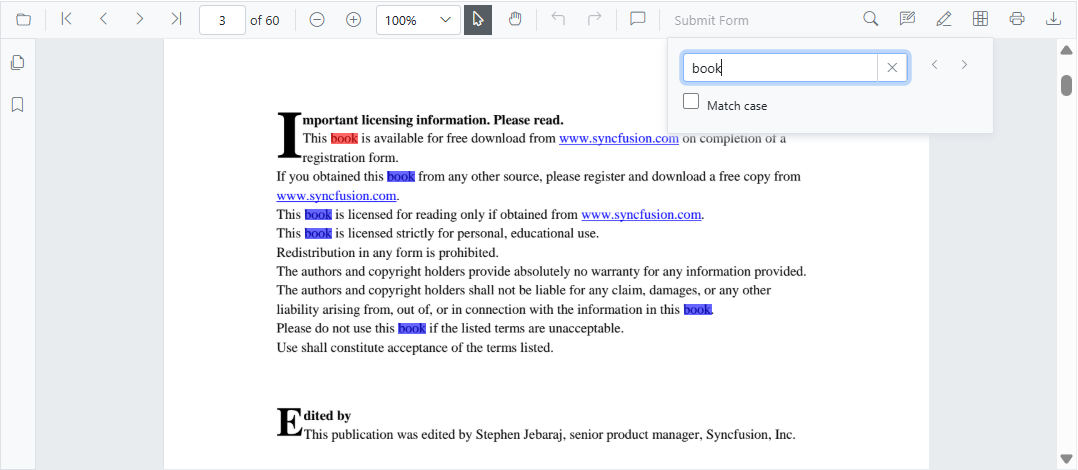 3 of 60 100% Submit Form
book
Match case
Important licensing information. Please read.
This book is available for free download from www.syncfusion.com on completion of a
registration form.
If you obtained this book from any other source, please register and download a free copy from
www.syncfusion.com.
This book is licensed for reading only if obtained from www.syncfusion.com.
This book is licensed strictly for personal, educational use.
Redistribution in any form is prohibited.
The authors and copyright holders provide absolutely no warranty for any information provided.
The authors and copyright holders shall not be liable for any claim, damages, or any other
liability arising from, out of, or in connection with the information in this book.
Please do not use this book if the listed terms are unacceptable.
Use shall constitute acceptance of the terms listed.
Edited by
This publication was edited by Stephen Jebaraj, senior product manager, Syncfusion, Inc.